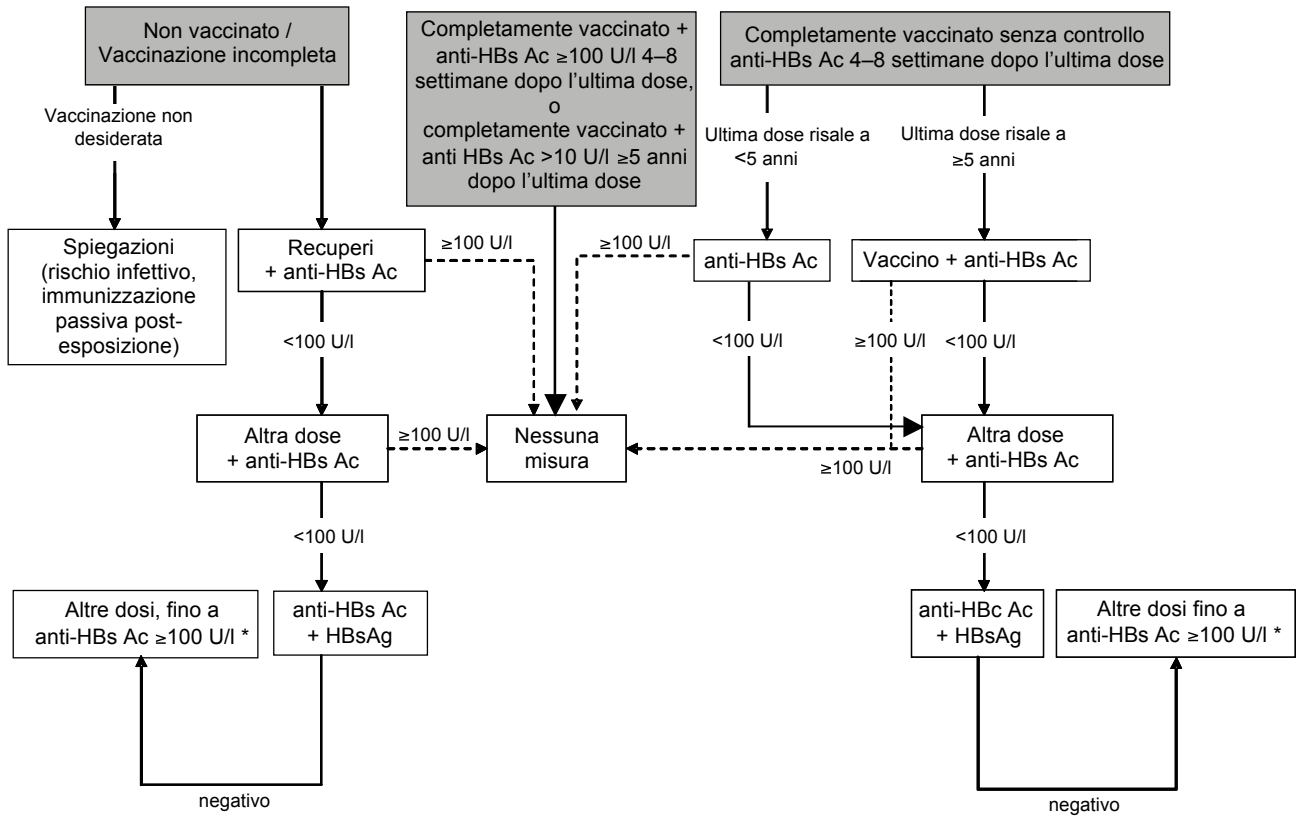 Non vaccinato /
Vaccinazione incompleta
Completamente vaccinato +
anti-HBs Ac ≥100 U/l 4–8
settimane dopo l’ultima dose,
o
completamente vaccinato +
anti HBs Ac >10 U/l ≥5 anni
dopo l’ultima dose
Completamente vaccinato senza controllo
anti-HBs Ac 4–8 settimane dopo l’ultima dose
Vaccinazione non
desiderata
Ultima dose risale a
<5 anni
Ultima dose risale a
≥5 anni
Spiegazioni
(rischio infettivo,
immunizzazione
passiva post-
esposizione)
Recuperi
+ anti-HBs Ac
≥100 U/l
≥100 U/l
anti-HBs Ac
Vaccino + anti-HBs Ac
<100 U/l
<100 U/l
≥100 U/l
<100 U/l
Altra dose
+ anti-HBs Ac
≥100 U/l
Nessuna
misura
≥100 U/l
Altra dose
+ anti-HBs Ac
<100 U/l
<100 U/l
Altre dosi, fino a
anti-HBs Ac ≥100 U/l *
anti-HBs Ac
+ HBsAg
anti-HBc Ac
+ HBsAg
Altre dosi fino a
anti-HBs Ac ≥100 U/l *
negativo
negativo